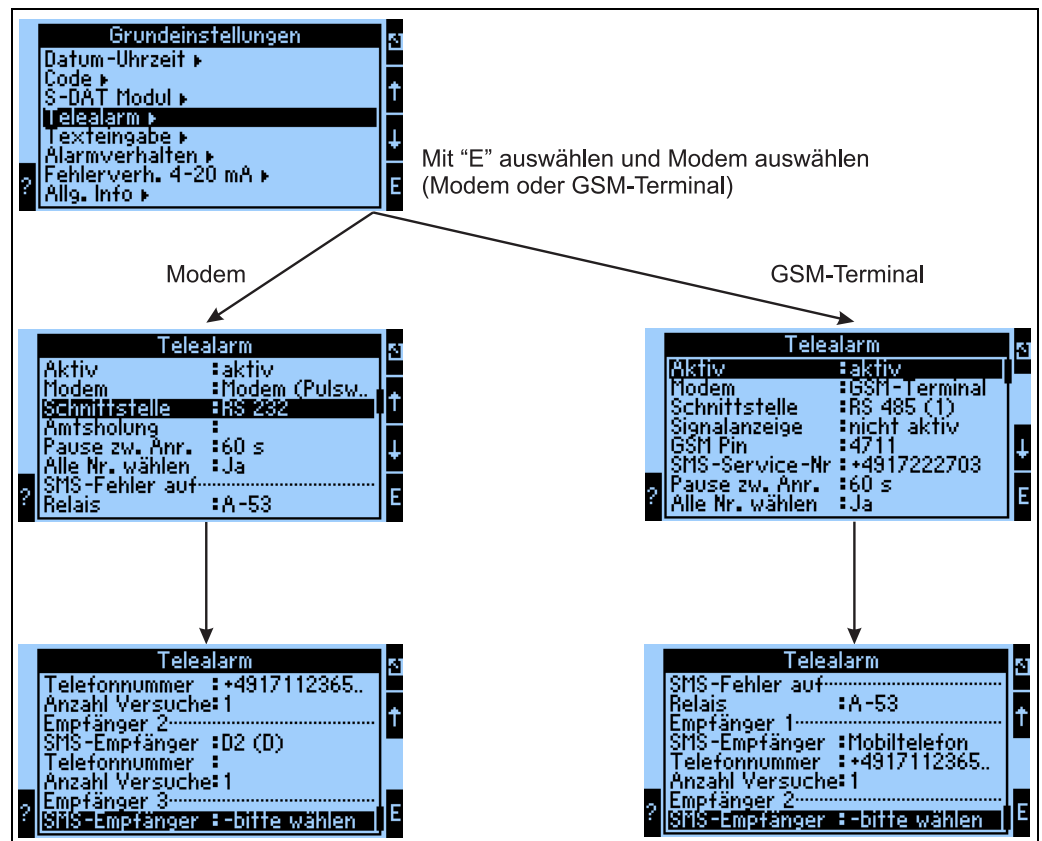 Grundeinstellungen
Datum-Uhrzeit
Code
S-DAT Modul
Telealarm
Texteingabe
Alarmverhalten
Fehlerverh. 4-20 mA
? Allg. Info E
Mit “E” auswählen und Modem auswählen
(Modem oder GSM-Terminal)
Modem
GSM-Terminal
Telealarm
Aktiv :aktiv
Modem :Modem (Pulsw..
Schnittstelle :RS 232
Amtsholung :
Pause zw. Anr. :60 s
Alle Nr. wählen :Ja
SMS-Fehler auf
? Relais :A-53 E
Telealarm
Aktiv :aktiv
Modem :GSM-Terminal
Schnittstelle :RS 485 (1)
Signalanzeige :nicht aktiv
GSM Pin :4711
SMS-Service-Nr :+4917222703
Pause zw. Anr. :60 s
? Alle Nr. wählen :Ja E
Telealarm
Telefonnummer :+4917112365..
Anzahl Versuche:1
Empfänger 2
SMS-Empfänger :D2 (D)
Telefonnummer :
Anzahl Versuche:1
Empfänger 3
? SMS-Empfänger :-bitte wählen E
Telealarm
SMS-Fehler auf
Relais :A-53
Empfänger 1
SMS-Empfänger :Mobiltelefon
Telefonnummer :+4917112365..
Anzahl Versuche:1
Empfänger 2
? SMS-Empfänger :-bitte wählen E